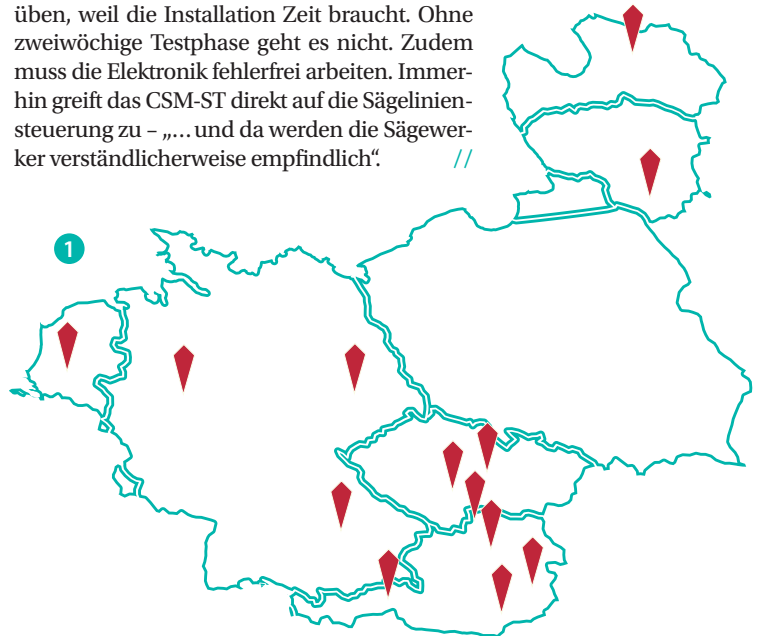 üben, weil die Installation Zeit braucht. Ohne
zweiwöchige Testphase geht es nicht. Zudem
muss die Elektronik fehlerfrei arbeiten. Immer-
hin greift das CSM-ST direkt auf die Sägelinien-
steuerung zu – „… und da werden die Sägewer-
ker verständlicherweise empfindlich“. //
1